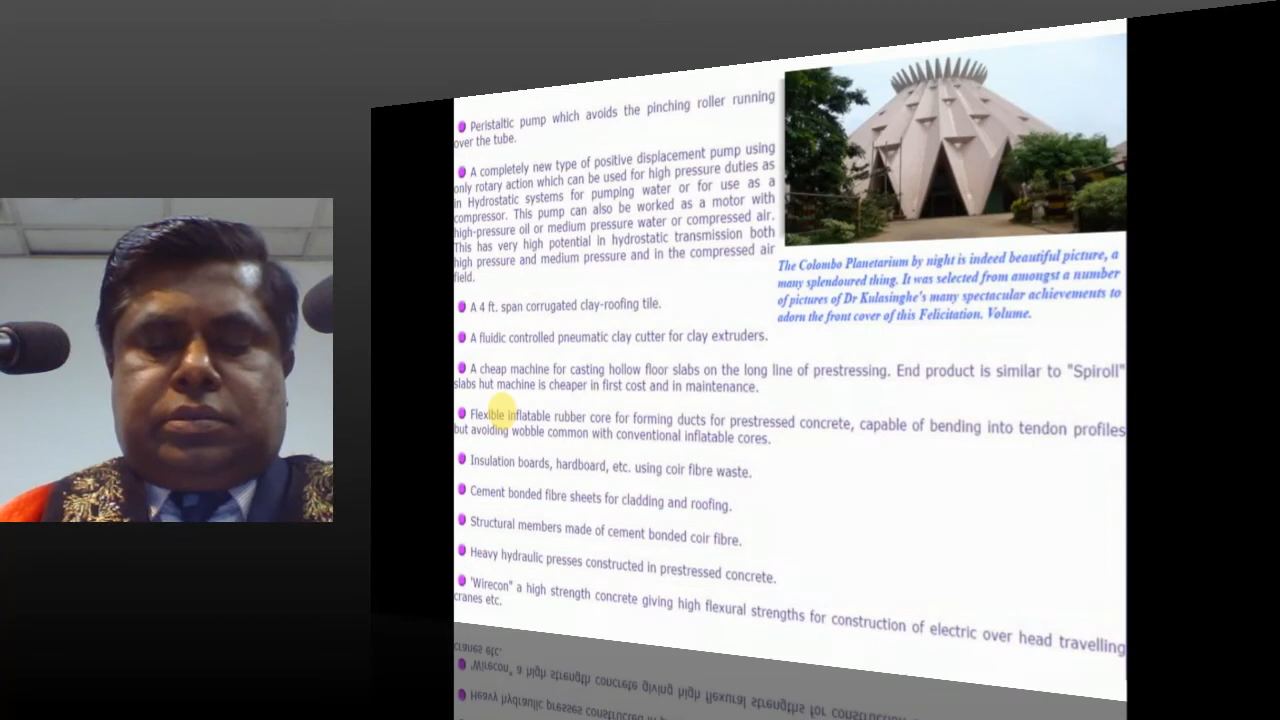 Peristaltic pump which avoids the pinching roller running
over the tube.
A completely new type of positive displacement pump using
only rotary action which can be used for high pressure duties as
in Hydrostatic systems for pumping water or for use as a
compressor. This pump can also be worked as a motor with
high-pressure oil or medium pressure water or compressed air.
This has very high potential in hydrostatic transmission both
high pressure and medium pressure and in the compressed air
field.
The Colombo Planetarium by night is indeed beautiful picture, a
many splendoured thing. It was selected from amongst a number
of pictures of Dr Kulasinghe's many spectacular achievements to
adorn the front cover of this Felicitation. Volume.
A 4 ft. span corrugated clay-roofing tile.
A fluidic controlled pneumatic clay cutter for clay extruders.
A cheap machine for casting hollow floor slabs on the long line of prestressing. End product is similar to "Spiroll"
slabs hut machine is cheaper in first cost and in maintenance.
Flexible inflatable rubber core for forming ducts for prestressed concrete, capable of bending into tendon profiles
but avoiding wobble common with conventional inflatable cores.
Insulation boards, hardboard, etc. using coir fibre waste.
Cement bonded fibre sheets for cladding and roofing.
Structural members made of cement bonded coir fibre.
Heavy hydraulic presses constructed in prestressed concrete.
'Wirecon" a high strength concrete giving high flexural strengths for construction of electric over head travelling
cranes etc.